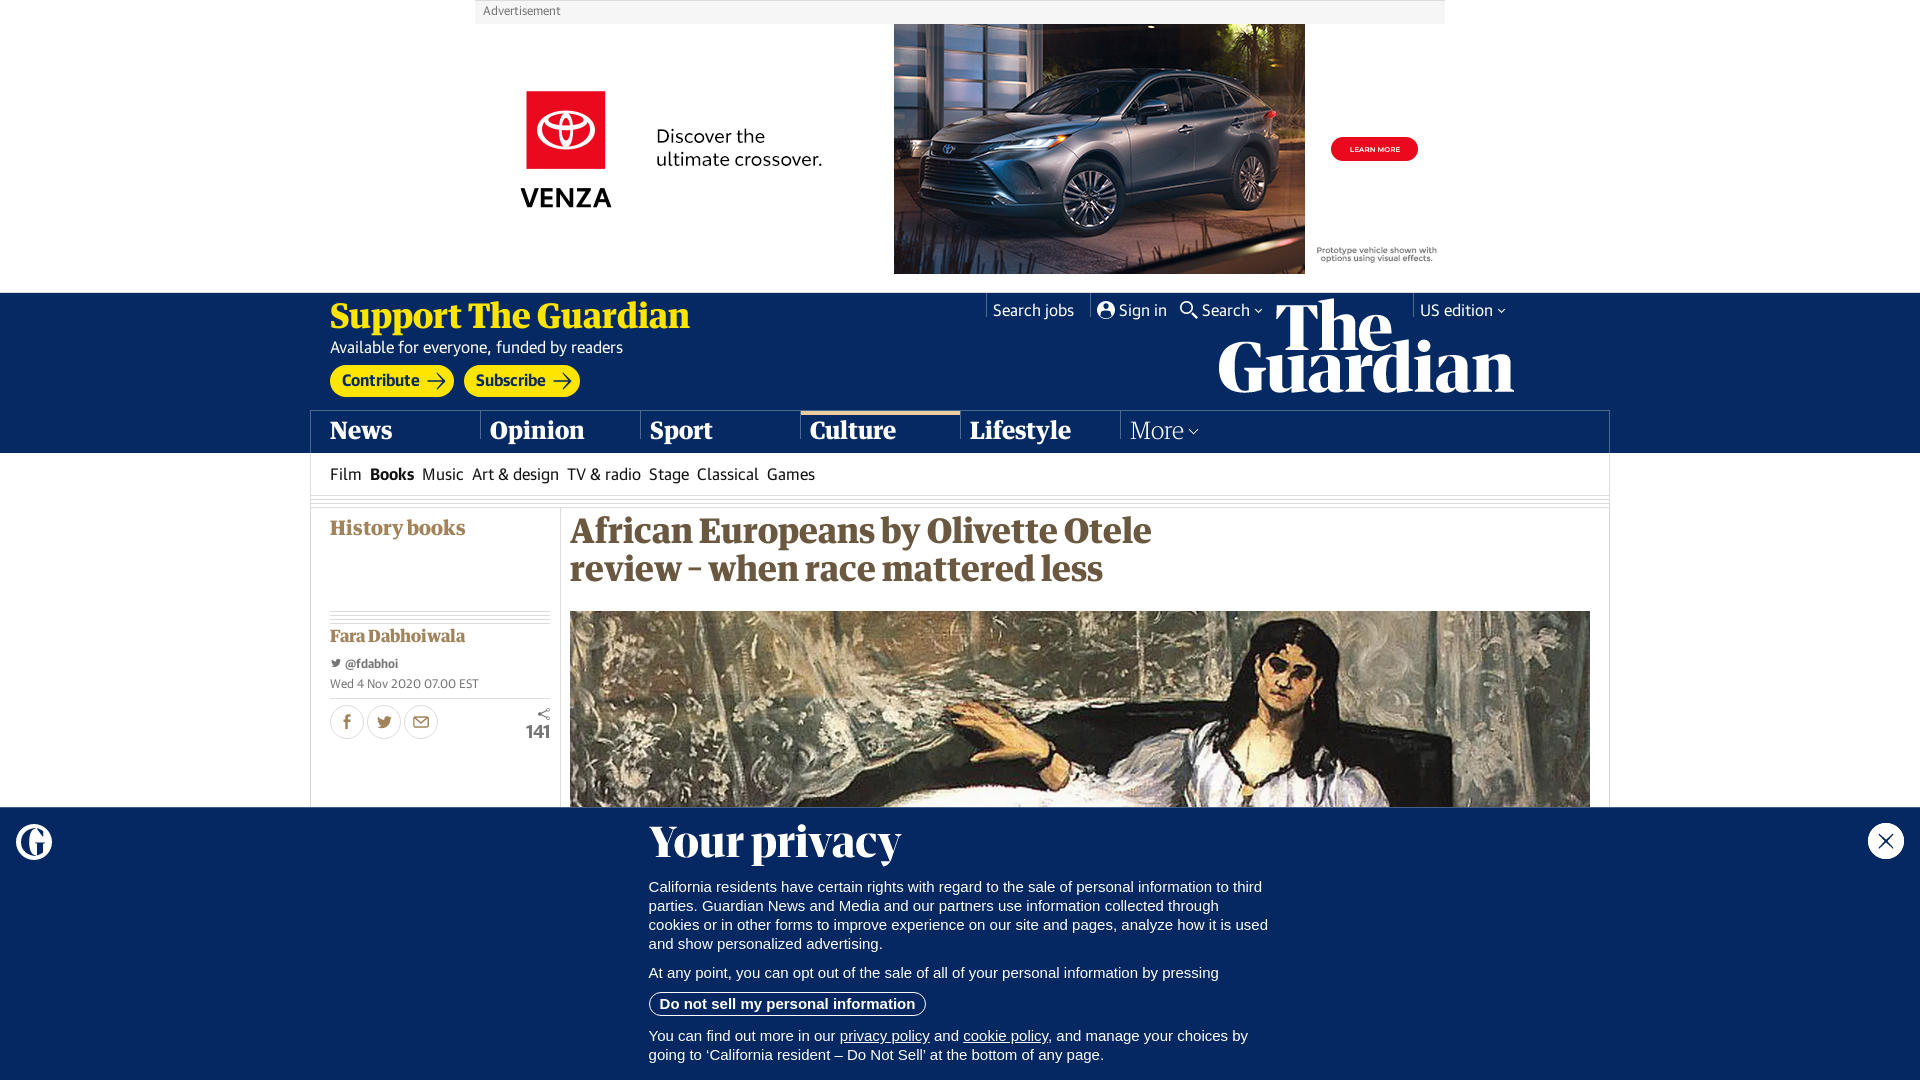 Advertisement
VENZA
Discover the
ultimate crossover.
LEARN MORE
Prototype vehicle shown with
options using visual effects.
Support The Guardian
Available for everyone, funded by readers
Contribute
Subscribe
Search jobs
Sign in
Search
US edition
The
Guardian
News
Opinion
Sport
Culture
Lifestyle
More
Film Books Music Art & design TV & radio Stage Classical Games
History books
African Europeans by Olivette Otele
review – when race mattered less
Fara Dabhoiwala
@fdabhoi
Wed 4 Nov 2020 07.00 EST
141
Your privacy
California residents have certain rights with regard to the sale of personal information to third
parties. Guardian News and Media and our partners use information collected through
cookies or in other forms to improve experience on our site and pages, analyze how it is used
and show personalized advertising.
At any point, you can opt out of the sale of all of your personal information by pressing
Do not sell my personal information
You can find out more in our privacy policy and cookie policy, and manage your choices by
going to ‘California resident – Do Not Sell’ at the bottom of any page.